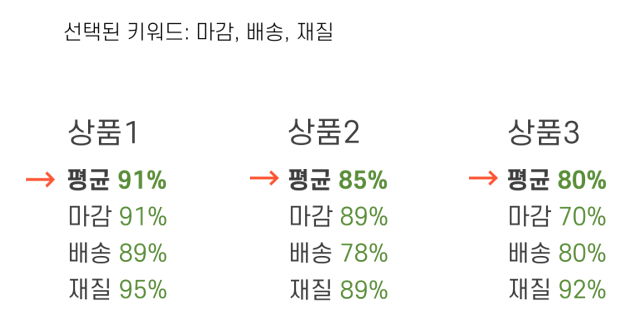 선택된 키워드: 마감, 배송, 재질
상품1
평균 91%
마감 91%
배송 89%
재질 95%
상품2
평균 85%
마감 89%
배송 78%
재질 89%
상품3
평균 80%
마감 70%
배송 80%
재질 92%